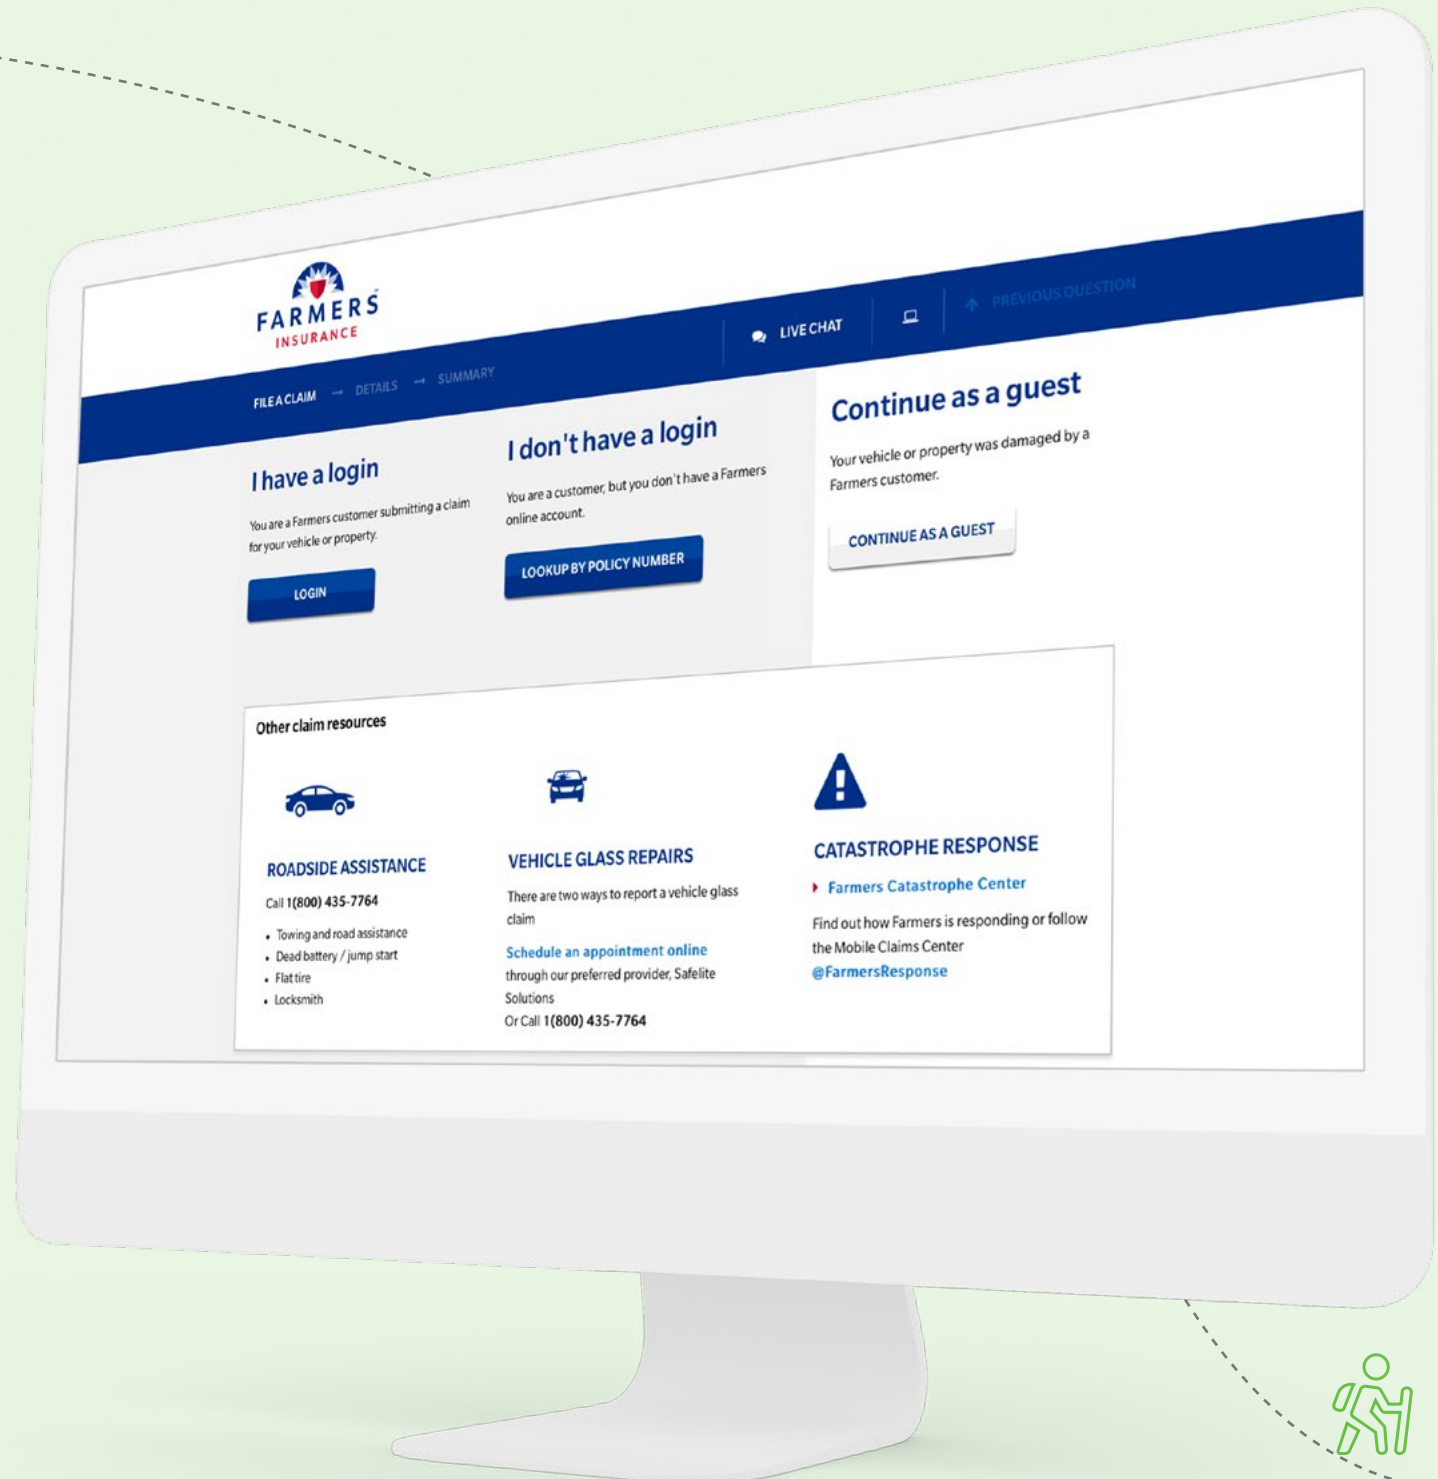 FARMERS
INSURANCE
FILE A CLAIM → DETAILS → SUMMARY
LIVE CHAT
PREVIOUS QUESTION
I have a login
You are a Farmers customer submitting a claim
for your vehicle or property.
LOGIN
I don't have a login
You are a customer, but you don't have a Farmers
online account.
LOOKUP BY POLICY NUMBER
Continue as a guest
Your vehicle or property was damaged by a
Farmers customer.
CONTINUE AS A GUEST
Other claim resources
ROADSIDE ASSISTANCE
Call 1(800) 435-7764
• Towing and road assistance
• Dead battery / jump start
• Flat tire
• Locksmith
VEHICLE GLASS REPAIRS
There are two ways to report a vehicle glass
claim
Schedule an appointment online
through our preferred provider, Safelite
Solutions
Or Call 1(800) 435-7764
CATASTROPHE RESPONSE
Farmers Catastrophe Center
Find out how Farmers is responding or follow
the Mobile Claims Center
@FarmersResponse